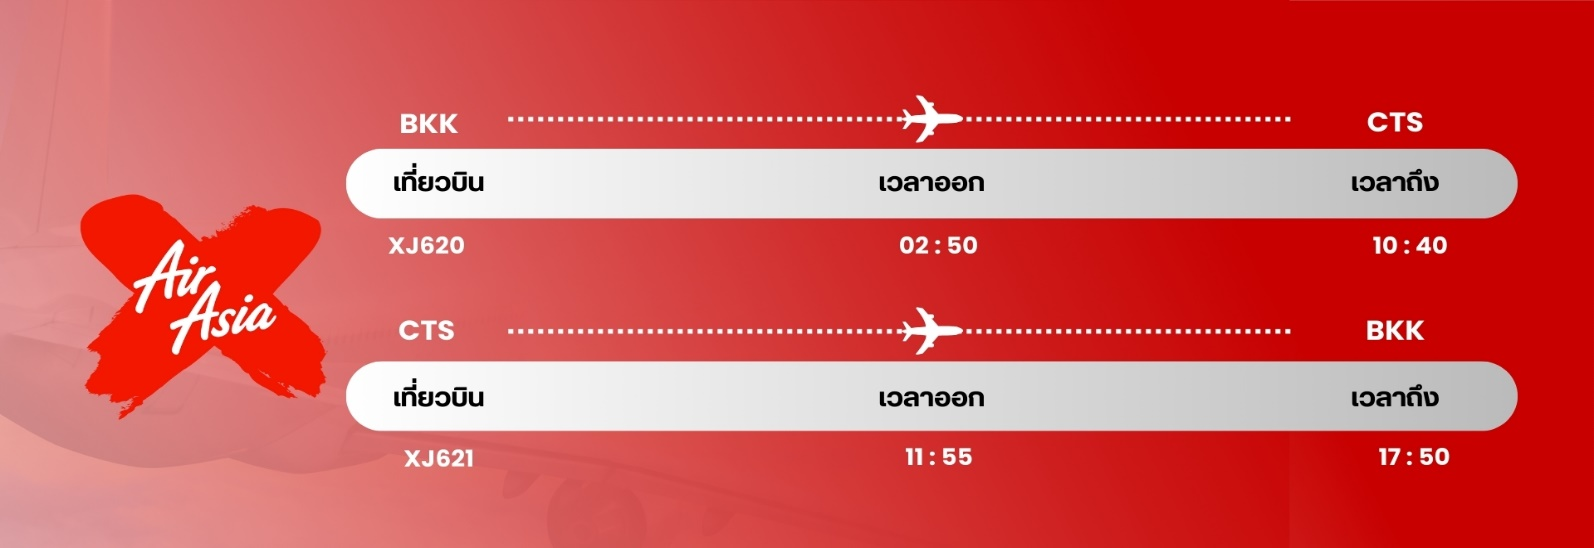 BKK CTS
เที่ยวบิน เวลาออก เวลาถึง
XJ620 02 : 50 10 : 40
Air
Asia
CTS BKK
เที่ยวบิน เวลาออก เวลาถึง
XJ621 11 : 55 17 : 50